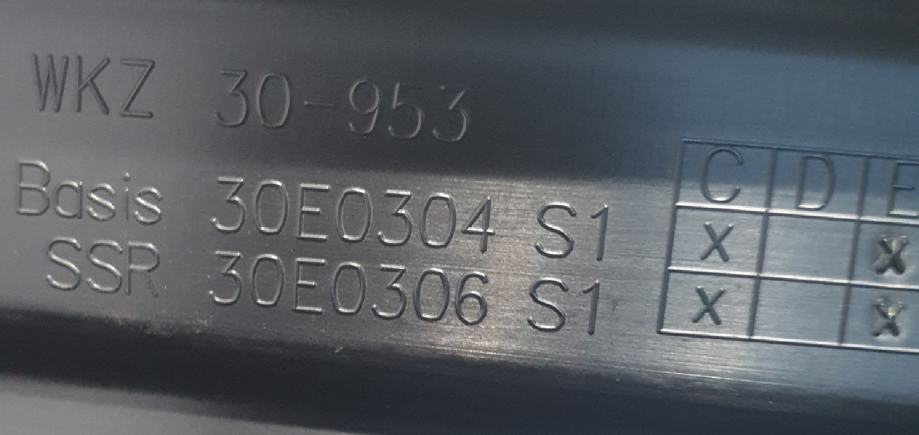 WKZ 30-953
C D E
Basis 30E0304 S1 X X
SSR 30E0306 S1 X X